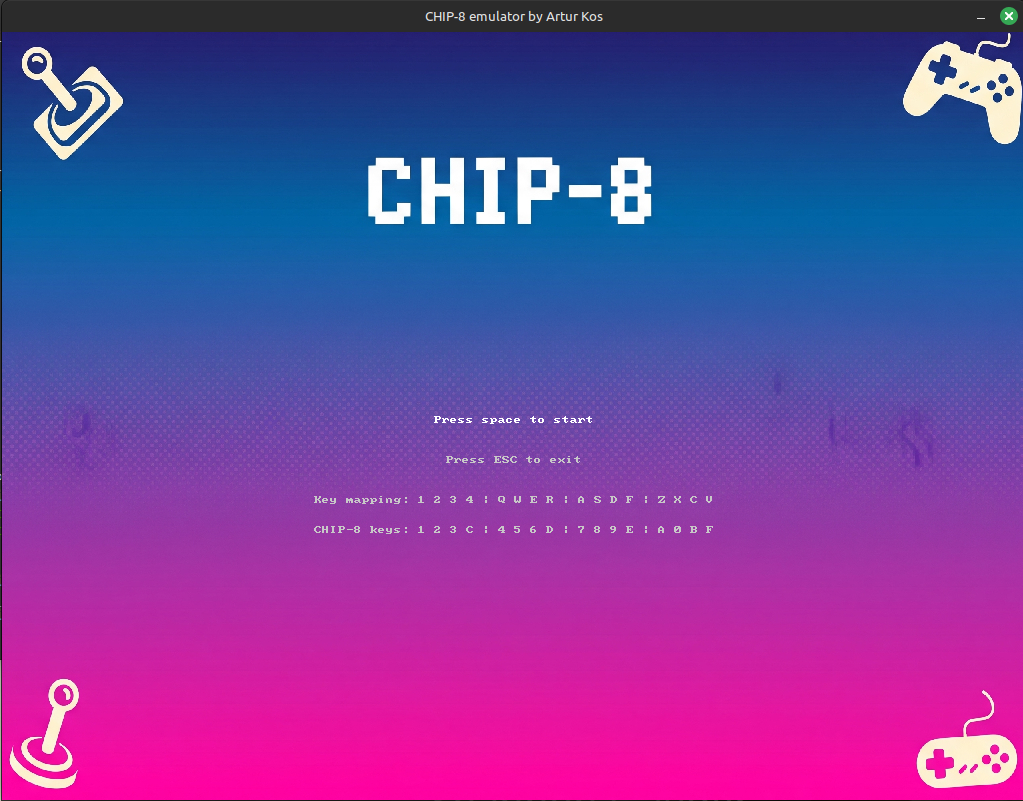 CHIP-8 emulator by Artur Kos
CHIP-8
Press space to start
Press ESC to exit
Key mapping: 1 2 3 4 ¦ Q W E R ¦ A S D F ¦ Z X C V
CHIP-8 keys: 1 2 3 C ¦ 4 5 6 D ¦ 7 8 9 E ¦ A 0 B F